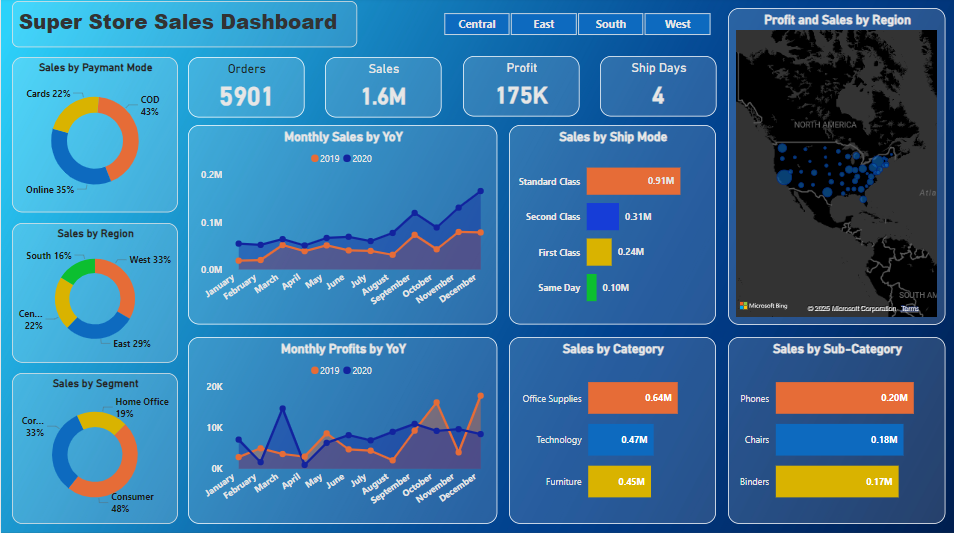 Super Store Sales Dashboard
Central
East
South
West
Profit and Sales by Region
Sales by Paymant Mode
Cards 22%
COD
43%
Online 35%
Orders
5901
Sales
1.6M
Profit
175K
Ship Days
4
NORTH AMERICA
Atla
SOUTH AM
Microsoft Bing
© 2025 Microsoft Corporation
Terms
Monthly Sales by YoY
2019
2020
0.2M
0.1M
0.0M
January
February
March
April
May
June
July
August
September
October
November
December
Sales by Ship Mode
Standard Class
0.91M
Second Class
0.31M
First Class
0.24M
Same Day
0.10M
Sales by Region
South 16%
West 33%
Cen...
22%
East 29%
Sales by Segment
Home Office
19%
Cor...
33%
Consumer
48%
Monthly Profits by YoY
2019
2020
20K
10K
0K
January
February
March
April
May
June
July
August
September
October
November
December
Sales by Category
Office Supplies
0.64M
Technology
0.47M
Furniture
0.45M
Sales by Sub-Category
Phones
0.20M
Chairs
0.18M
Binders
0.17M